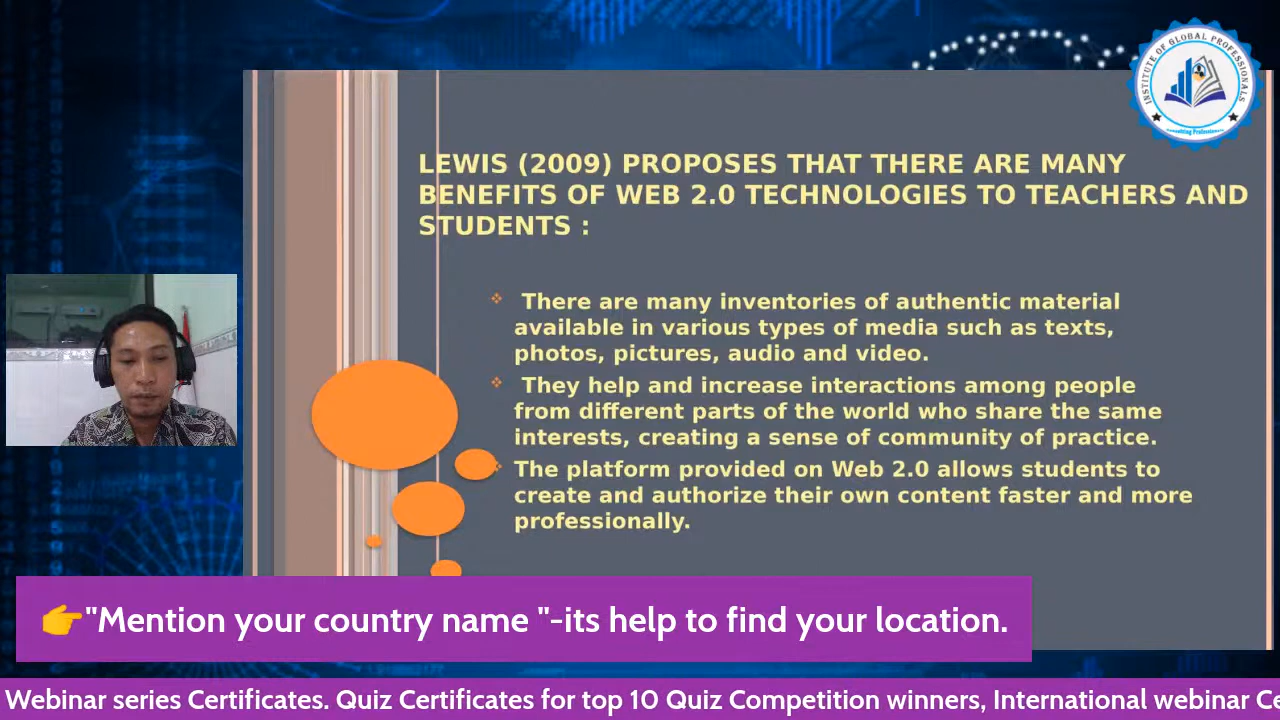 INSTITUTE OF GLOBAL PROFESSIONALS
Consulting Professionals
LEWIS (2009) PROPOSES THAT THERE ARE MANY
BENEFITS OF WEB 2.0 TECHNOLOGIES TO TEACHERS AND
STUDENTS :
There are many inventories of authentic material
available in various types of media such as texts,
photos, pictures, audio and video.
They help and increase interactions among people
from different parts of the world who share the same
interests, creating a sense of community of practice.
The platform provided on Web 2.0 allows students to
create and authorize their own content faster and more
professionally.
👉"Mention your country name "-its help to find your location.
Webinar series Certificates. Quiz Certificates for top 10 Quiz Competition winners, International webinar Ce